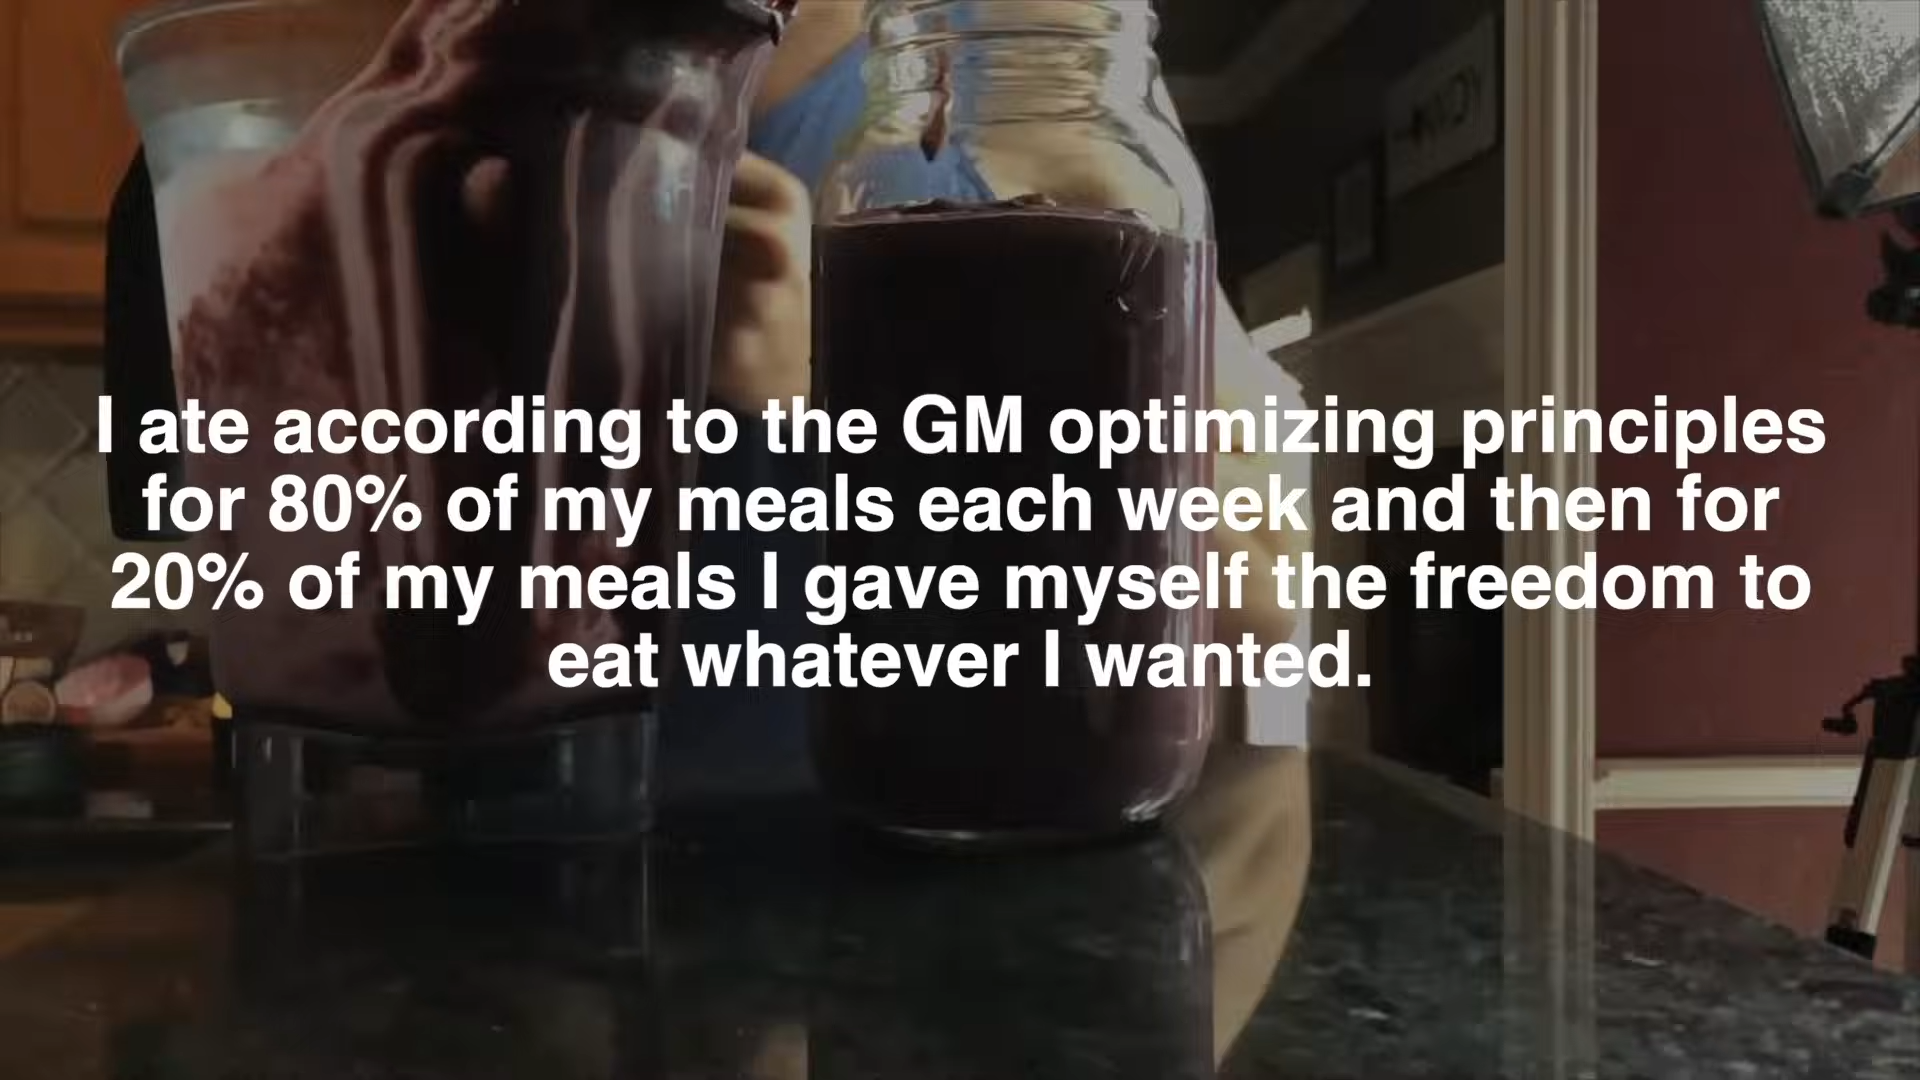 I ate according to the GM optimizing principles
for 80% of my meals each week and then for
20% of my meals I gave myself the freedom to
eat whatever I wanted.